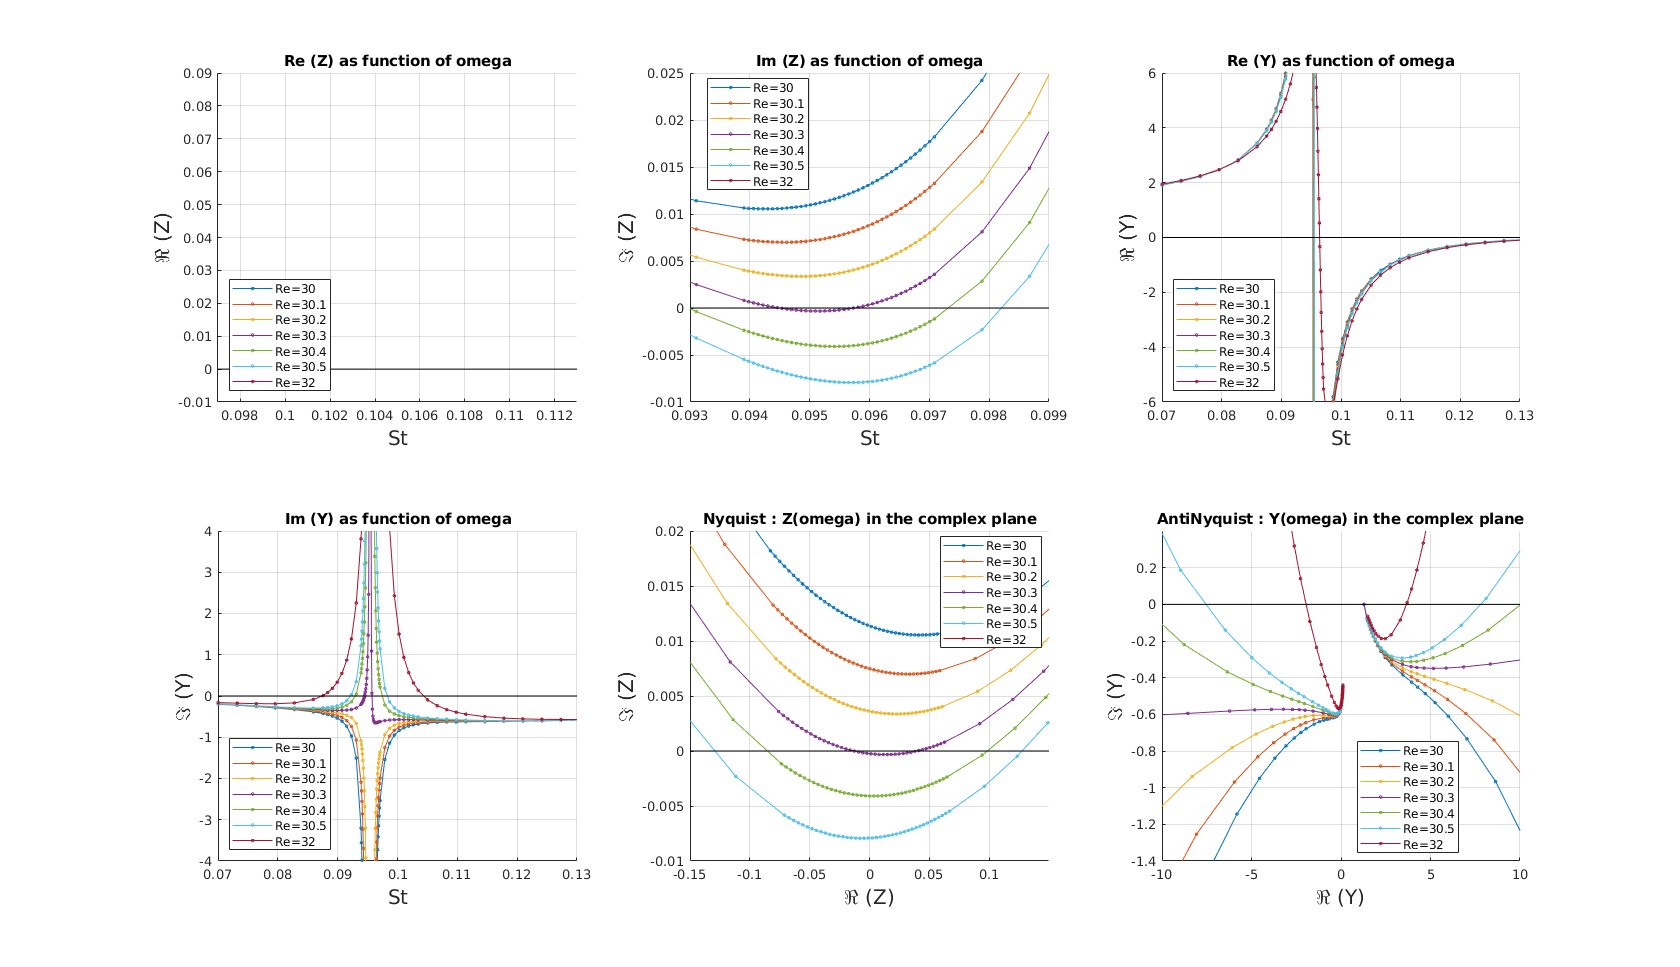 Re (Z) as function of omega
0.09
0.08
0.07
0.06
0.05
0.04
0.03
0.02
0.01
0
-0.01
ℜ (Z)
Re=30
Re=30.1
Re=30.2
Re=30.3
Re=30.4
Re=30.5
Re=32
0.098 0.1 0.102 0.104 0.106 0.108 0.11 0.112
St
Im (Z) as function of omega
0.025
0.02
0.015
0.01
0.005
0
-0.005
-0.01
ℑ (Z)
Re=30
Re=30.1
Re=30.2
Re=30.3
Re=30.4
Re=30.5
Re=32
0.093 0.094 0.095 0.096 0.097 0.098 0.099
St
Re (Y) as function of omega
6
4
2
0
-2
-4
-6
ℜ (Y)
Re=30
Re=30.1
Re=30.2
Re=30.3
Re=30.4
Re=30.5
Re=32
0.07 0.08 0.09 0.1 0.11 0.12 0.13
St
Im (Y) as function of omega
4
3
2
1
0
-1
-2
-3
-4
ℑ (Y)
Re=30
Re=30.1
Re=30.2
Re=30.3
Re=30.4
Re=30.5
Re=32
0.07 0.08 0.09 0.1 0.11 0.12 0.13
St
Nyquist : Z(omega) in the complex plane
0.02
0.015
0.01
0.005
0
-0.005
-0.01
ℑ (Z)
Re=30
Re=30.1
Re=30.2
Re=30.3
Re=30.4
Re=30.5
Re=32
-0.15 -0.1 -0.05 0 0.05 0.1
ℜ (Z)
AntiNyquist : Y(omega) in the complex plane
0.2
0
-0.2
-0.4
-0.6
-0.8
-1
-1.2
-1.4
ℑ (Y)
Re=30
Re=30.1
Re=30.2
Re=30.3
Re=30.4
Re=30.5
Re=32
-10 -5 0 5 10
ℜ (Y)